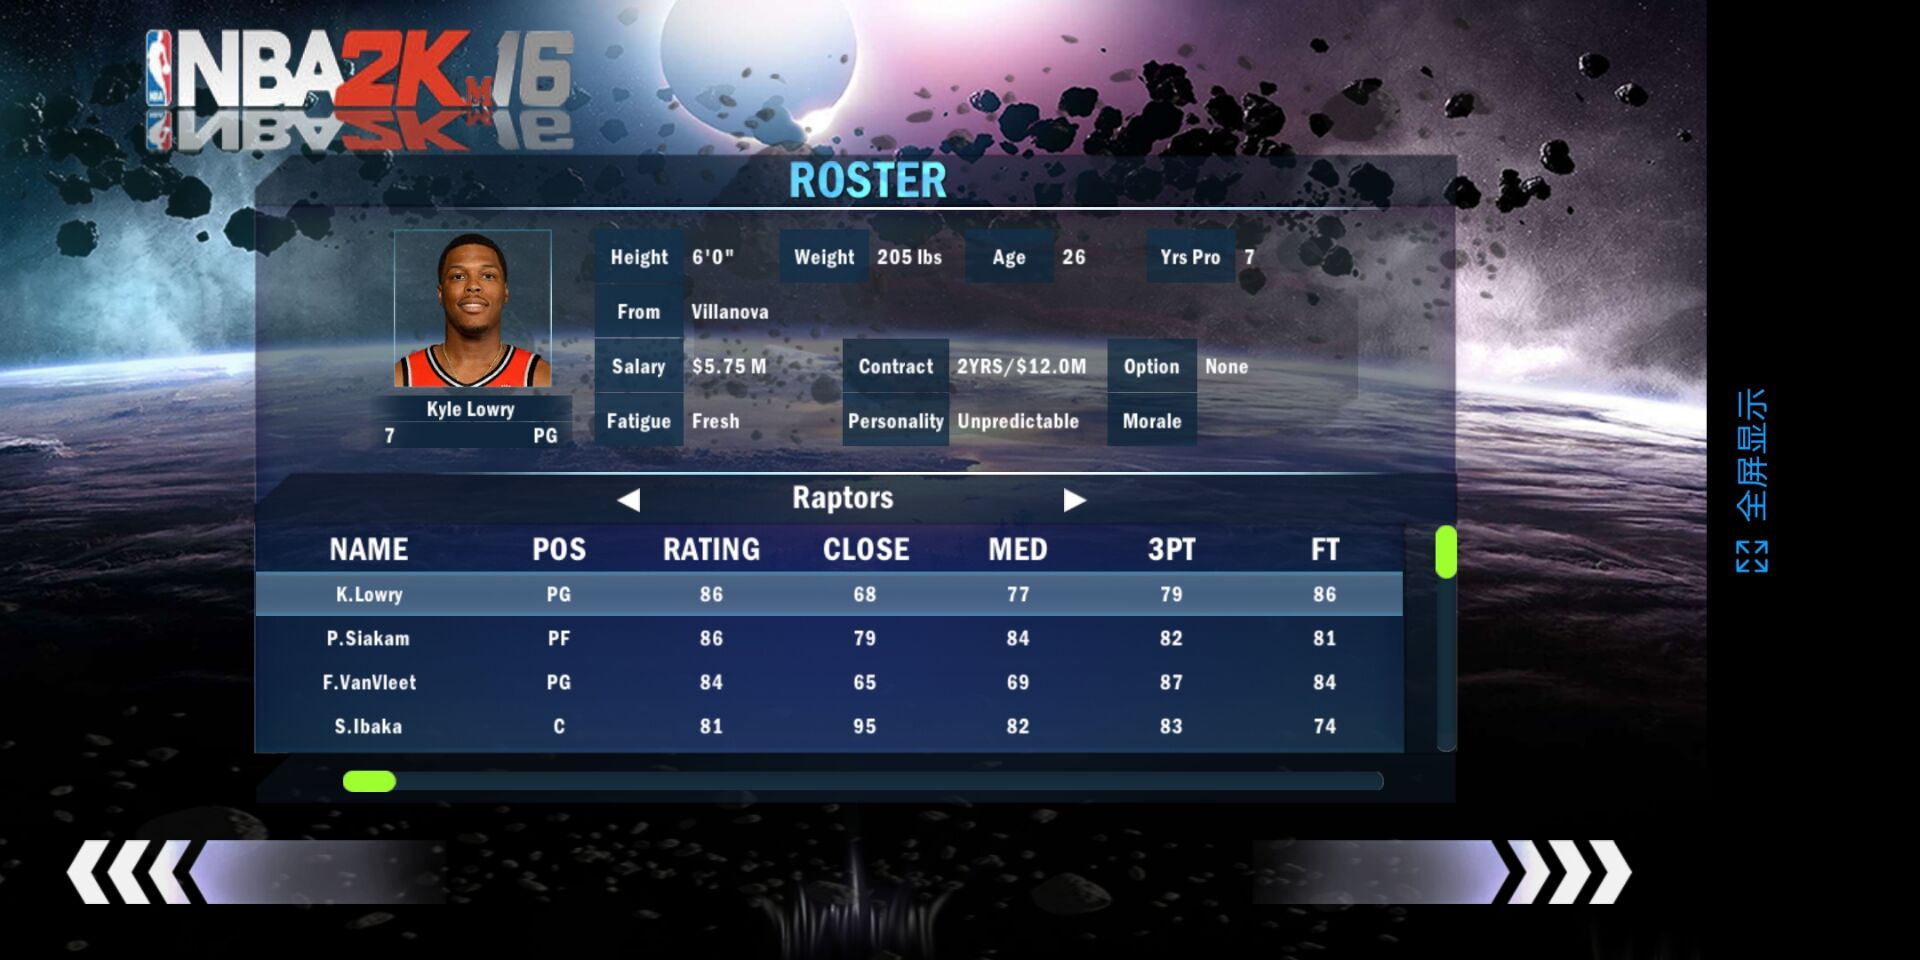 NBA 2K M 16
ROSTER
Height 6'0" Weight 205 lbs Age 26 Yrs Pro 7
From Villanova
Salary $5.75 M Contract 2YRS/$12.0M Option None
Kyle Lowry
Fatigue Fresh Personality Unpredictable Morale
7 PG
Raptors
NAME POS RATING CLOSE MED 3PT FT
K.Lowry PG 86 68 77 79 86
P.Siakam PF 86 79 84 82 81
F.VanVleet PG 84 65 69 87 84
S.Ibaka C 81 95 82 83 74
全屏显示